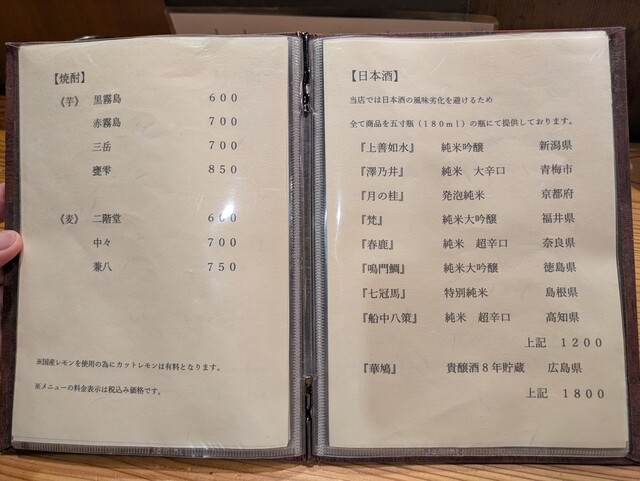 【焼酎】
《芋》 黒霧島 600
赤霧島 700
三岳 700
甕雫 850
《麦》 二階堂 600
中々 700
兼八 750
※国産レモンを使用の為にカットレモンは有料となります。
※メニューの料金表示は税込み価格です。
【日本酒】
当店では日本酒の風味劣化を避けるため
全て商品を五寸瓶（180ml）の瓶にて提供しております。
『上善如水』 純米吟醸 新潟県
『澤乃井』 純米 大辛口 青梅市
『月の桂』 発泡純米 京都府
『梵』 純米大吟醸 福井県
『春鹿』 純米 超辛口 奈良県
『鳴門鯛』 純米大吟醸 徳島県
『七冠馬』 特別純米 島根県
『船中八策』 純米 超辛口 高知県
上記 1200
『華鳩』 貴醸酒8年貯蔵 広島県
上記 1800